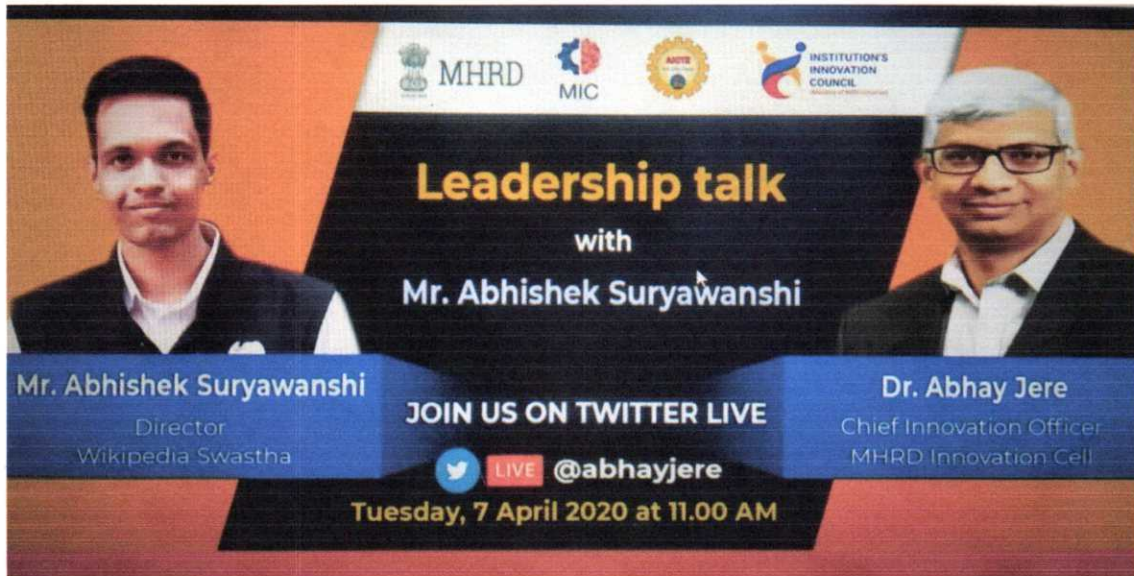 MHRD
MIC
AICTE
INSTITUTION'S
INNOVATION
COUNCIL
Leadership talk
with
Mr. Abhishek Suryawanshi
Mr. Abhishek Suryawanshi
Director
Wikipedia Swastha
Dr. Abhay Jere
Chief Innovation Officer
MHRD Innovation Cell
JOIN US ON TWITTER LIVE
LIVE @abhayjere
Tuesday, 7 April 2020 at 11.00 AM